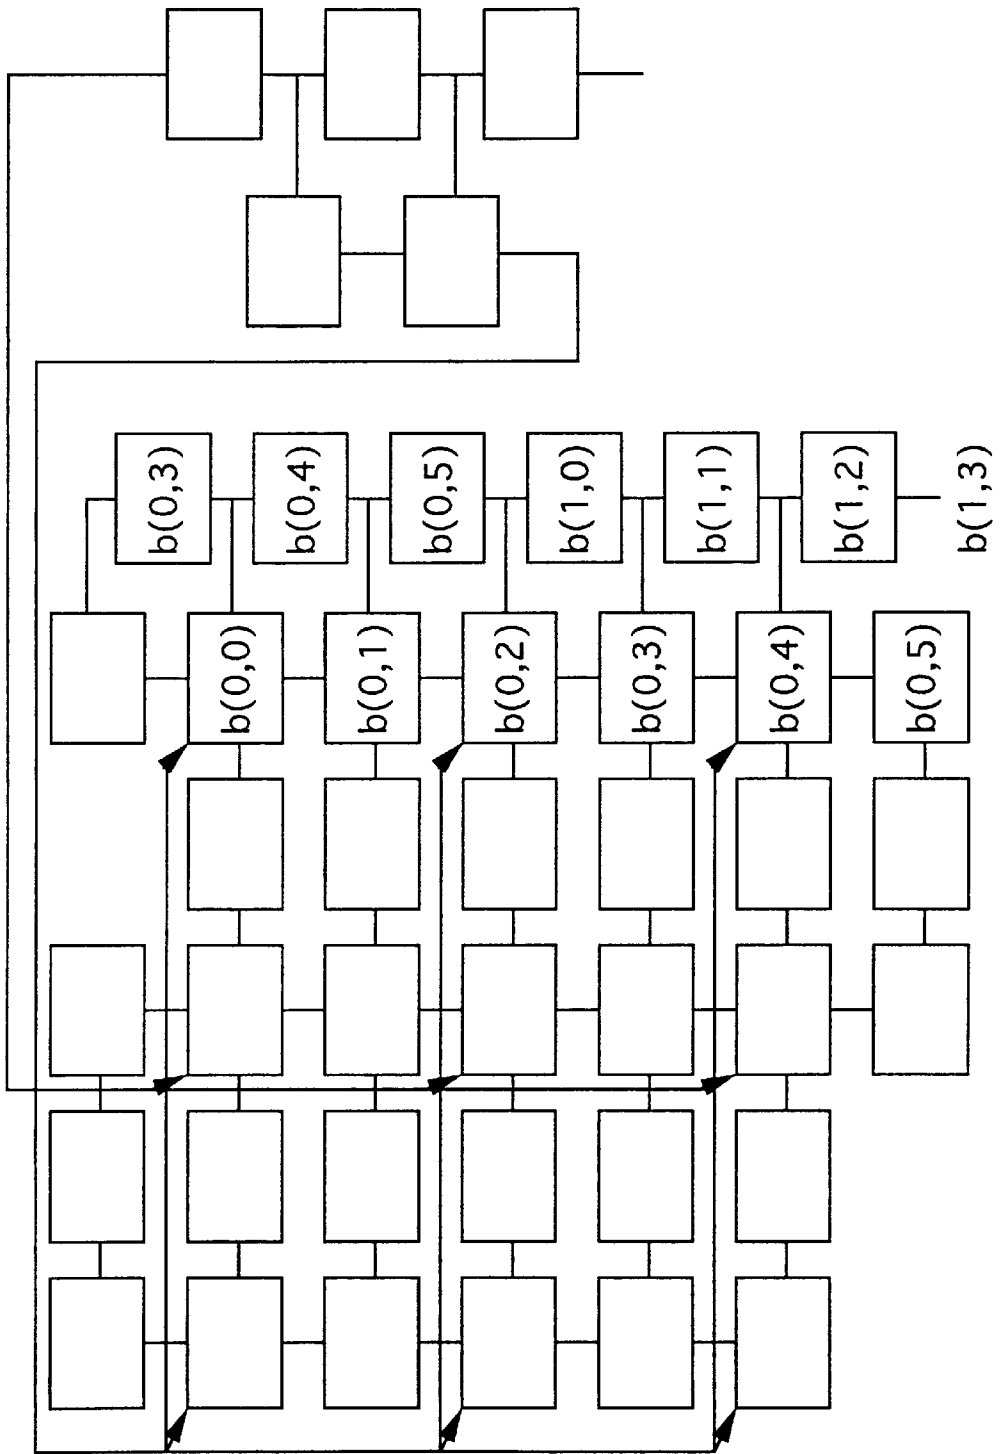 b(0,3)
b(0,4)
b(0,5)
b(1,0)
b(1,1)
b(1,2)
b(1,3)
b(0,0)
b(0,1)
b(0,2)
b(0,3)
b(0,4)
b(0,5)